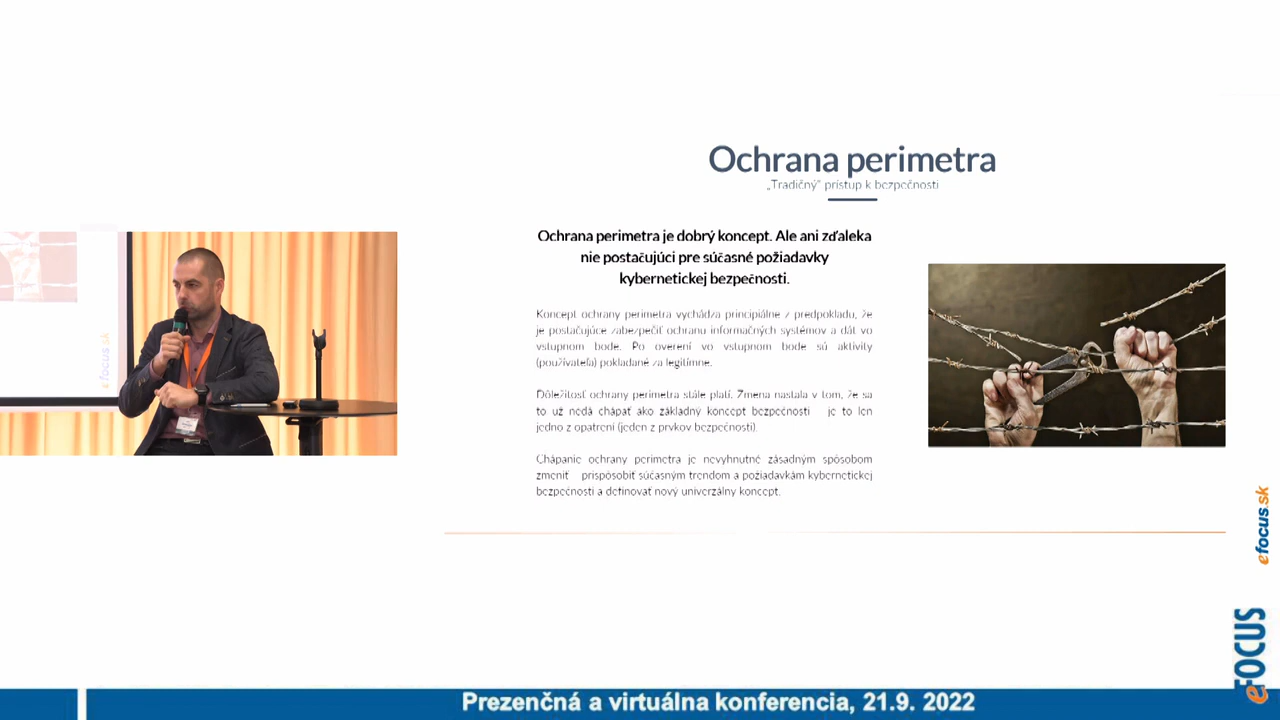 Ochrana perimetra
„Tradičný“ prístup k bezpečnosti
Ochrana perimetra je dobrý koncept. Ale ani zďaleka
nie postačujúci pre súčasné požiadavky
kybernetickej bezpečnosti.
Koncept ochrany perimetra vychádza principiálne z predpokladu, že
je postačujúce zabezpečiť ochranu informačných systémov a dát vo
vstupnom bode. Po overení vo vstupnom bode sú aktivity
(používateľa) pokladané za legitímne.
Dôležitosť ochrany perimetra stále platí. Zmena nastala v tom, že sa
to už nedá chápať ako základný koncept bezpečnosti je to len
jedno z opatrení (jeden z prvkov bezpečnosti).
Chápanie ochrany perimetra je nevyhnutné zásadným spôsobom
zmeniť prispôsobiť súčasným trendom a požiadavkám kybernetickej
bezpečnosti a definovať nový univerzálny koncept.
efocus.sk
efocus.sk
eFOCUS
Prezenčná a virtuálna konferencia, 21.9. 2022